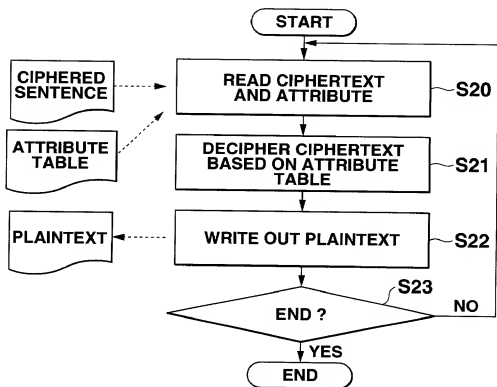 START
CIPHERED
SENTENCE
READ CIPHERTEXT
AND ATTRIBUTE
S20
ATTRIBUTE
TABLE
DECIPHER CIPHERTEXT
BASED ON ATTRIBUTE
TABLE
S21
PLAINTEXT
WRITE OUT PLAINTEXT
S22
S23
END ?
NO
YES
END